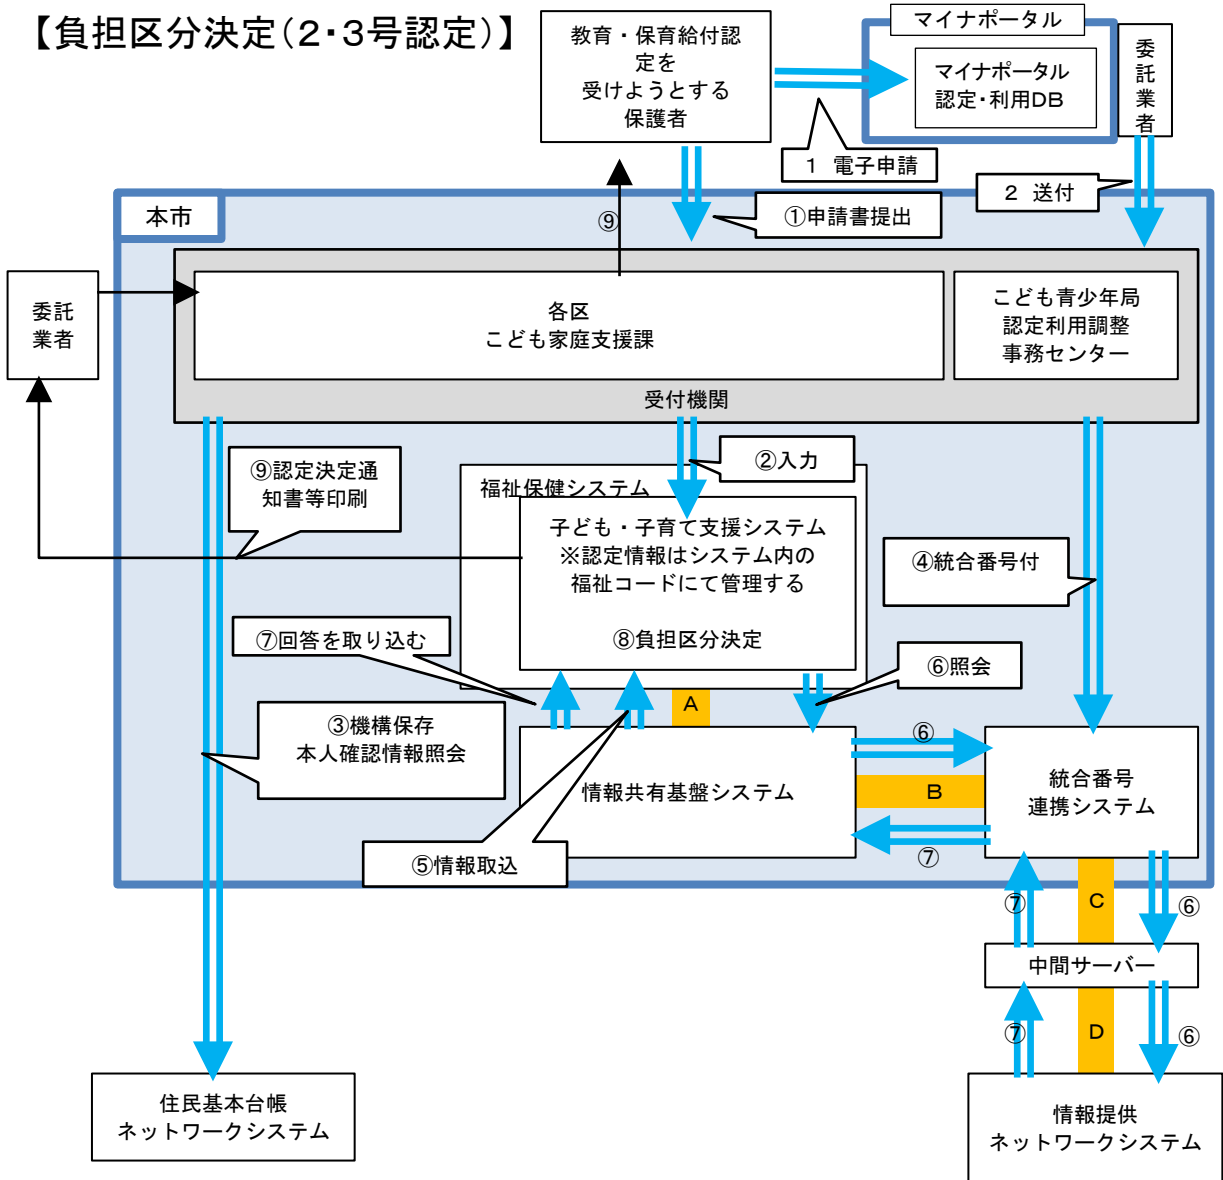 【負担区分決定（２・３号認定）】
教育・保育給付認
定を
受けようとする
保護者
マイナポータル
マイナポータル
認定・利用ＤＢ
委
託
業
者
１　電子申請
２　送付
本市
⑨
①申請書提出
委託
業者
各区
こども家庭支援課
こども青少年局
認定利用調整
事務センター
受付機関
⑨認定決定通
知書等印刷
②入力
福祉保健システム
子ども・子育て支援システム
※認定情報はシステム内の
福祉コードにて管理する
⑧負担区分決定
④統合番号付
⑦回答を取り込む
⑥照会
A
③機構保存
本人確認情報照会
⑥
情報共有基盤システム
B
統合番号
連携システム
⑦
⑤情報取込
⑦
C
⑥
中間サーバー
⑦
D
⑥
住民基本台帳
ネットワークシステム
情報提供
ネットワークシステム